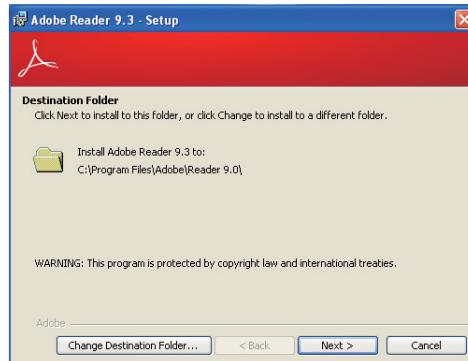 Adobe Reader 9.3 - Setup
Destination Folder
Click Next to install to this folder, or click Change to install to a different folder.
Install Adobe Reader 9.3 to:
C:\Program Files\Adobe\Reader 9.0\
WARNING: This program is protected by copyright law and international treaties.
Adobe
Change Destination Folder... < Back Next > Cancel